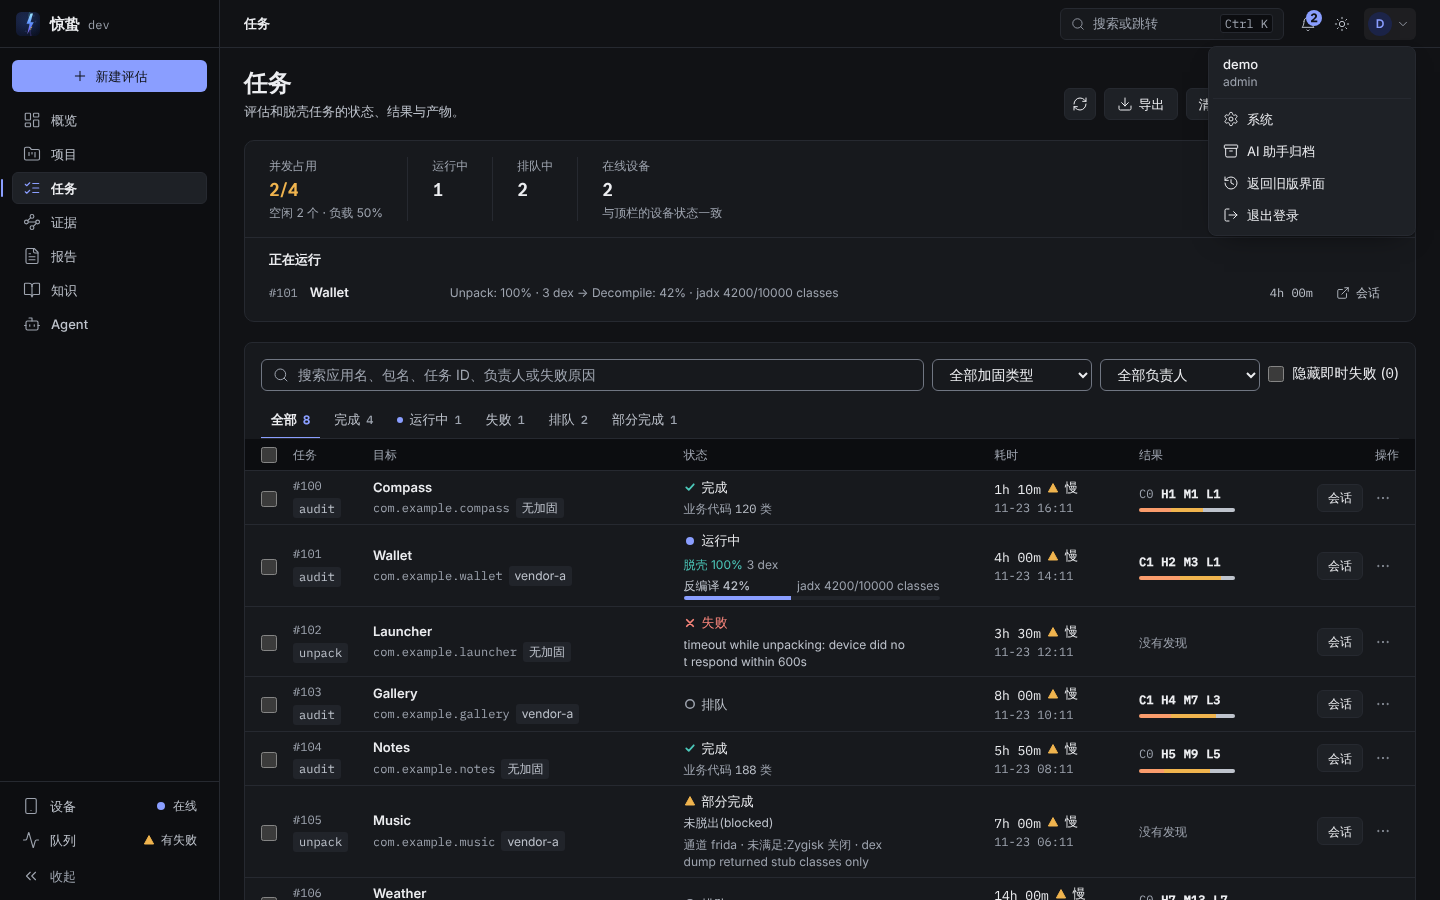 惊蛰 dev
任务
搜索或跳转 Ctrl K
2
D
新建评估
概览
项目
任务
证据
报告
知识
Agent
设备 在线
队列 有失败
收起
demo
admin
系统
AI 助手归档
返回旧版界面
退出登录
任务
评估和脱壳任务的状态、结果与产物。
导出
清
并发占用
2/4
空闲 2 个 · 负载 50%
运行中
1
排队中
2
在线设备
2
与顶栏的设备状态一致
正在运行
#101 Wallet Unpack: 100% · 3 dex → Decompile: 42% · jadx 4200/10000 classes 4h 00m 会话
搜索应用名、包名、任务 ID、负责人或失败原因
全部加固类型
全部负责人
隐藏即时失败 (0)
全部 8 完成 4 运行中 1 失败 1 排队 2 部分完成 1
任务 目标 状态 耗时 结果 操作
#100 Compass 完成 1h 10m 慢 C0 H1 M1 L1 会话 ···
audit com.example.compass 无加固 业务代码 120 类 11-23 16:11
#101 Wallet 运行中 4h 00m 慢 C1 H2 M3 L1 会话 ···
audit com.example.wallet vendor-a 脱壳 100% 3 dex 11-23 14:11
反编译 42% jadx 4200/10000 classes
#102 Launcher 失败 3h 30m 慢 没有发现 会话 ···
unpack com.example.launcher 无加固 timeout while unpacking: device did no 11-23 12:11
t respond within 600s
#103 Gallery 排队 8h 00m 慢 C1 H4 M7 L3 会话 ···
audit com.example.gallery vendor-a 11-23 10:11
#104 Notes 完成 5h 50m 慢 C0 H5 M9 L5 会话 ···
audit com.example.notes 无加固 业务代码 188 类 11-23 08:11
#105 Music 部分完成 7h 00m 慢 没有发现 会话 ···
unpack com.example.music vendor-a 未脱出(blocked) 11-23 06:11
通道 frida · 未满足:Zygisk 关闭 · dex
dump returned stub classes only
#106 Weather 排队 14h 00m 慢 C0 H7 M13 L7